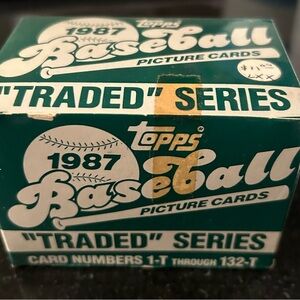 TOPPS®
1987
Baseball
PICTURE CARDS
"TRADED" SERIES
TOPPS®
1987
Baseball
PICTURE CARDS
"TRADED" SERIES
CARD NUMBERS 1-T THROUGH 132-T